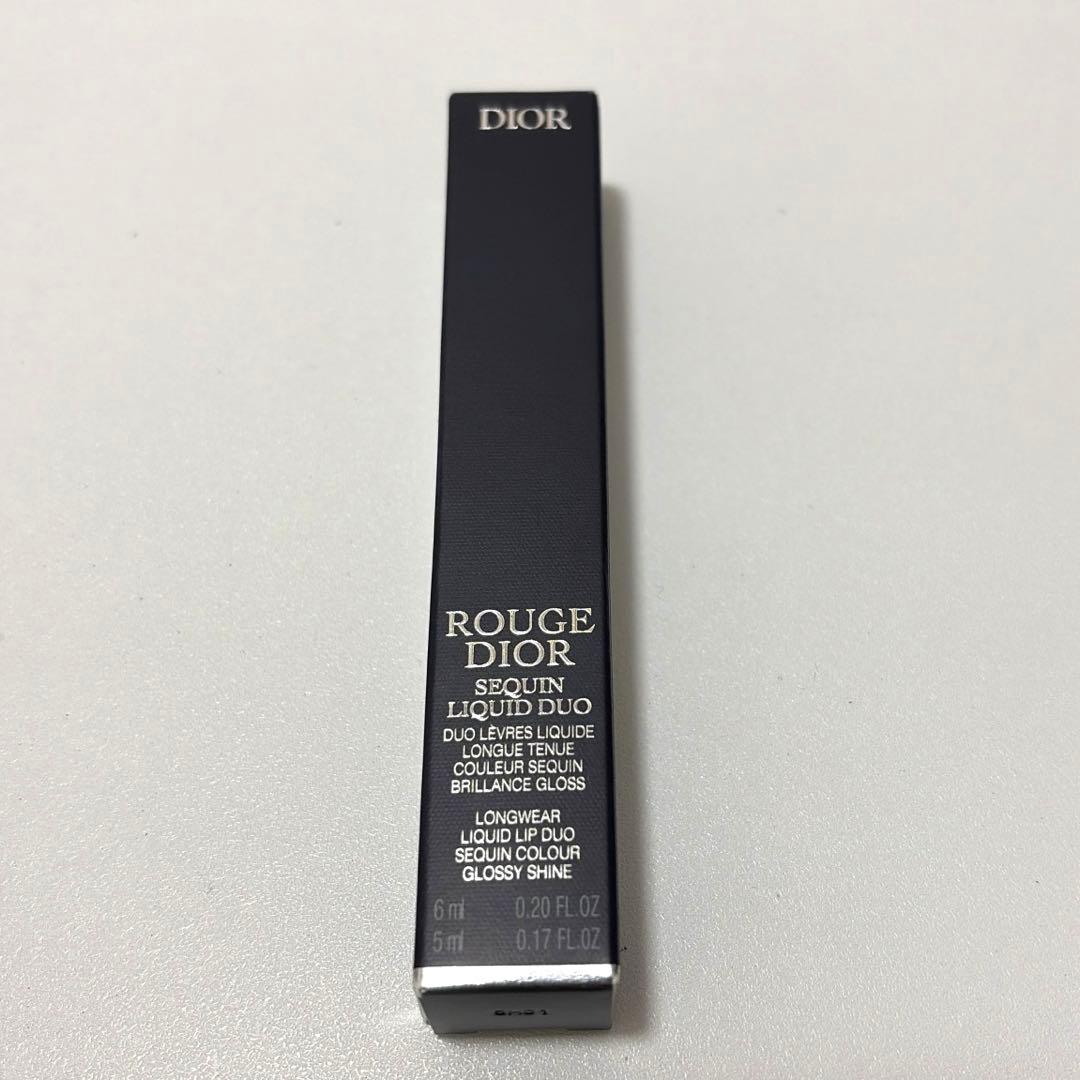 DIOR
ROUGE
DIOR
SEQUIN
LIQUID DUO
DUO LÈVRES LIQUIDE
LONGUE TENUE
COULEUR SEQUIN
BRILLANCE GLOSS
LONGWEAR
LIQUID LIP DUO
SEQUIN COLOUR
GLOSSY SHINE
6 ml 0.20 FL.OZ
5 ml 0.17 FL.OZ